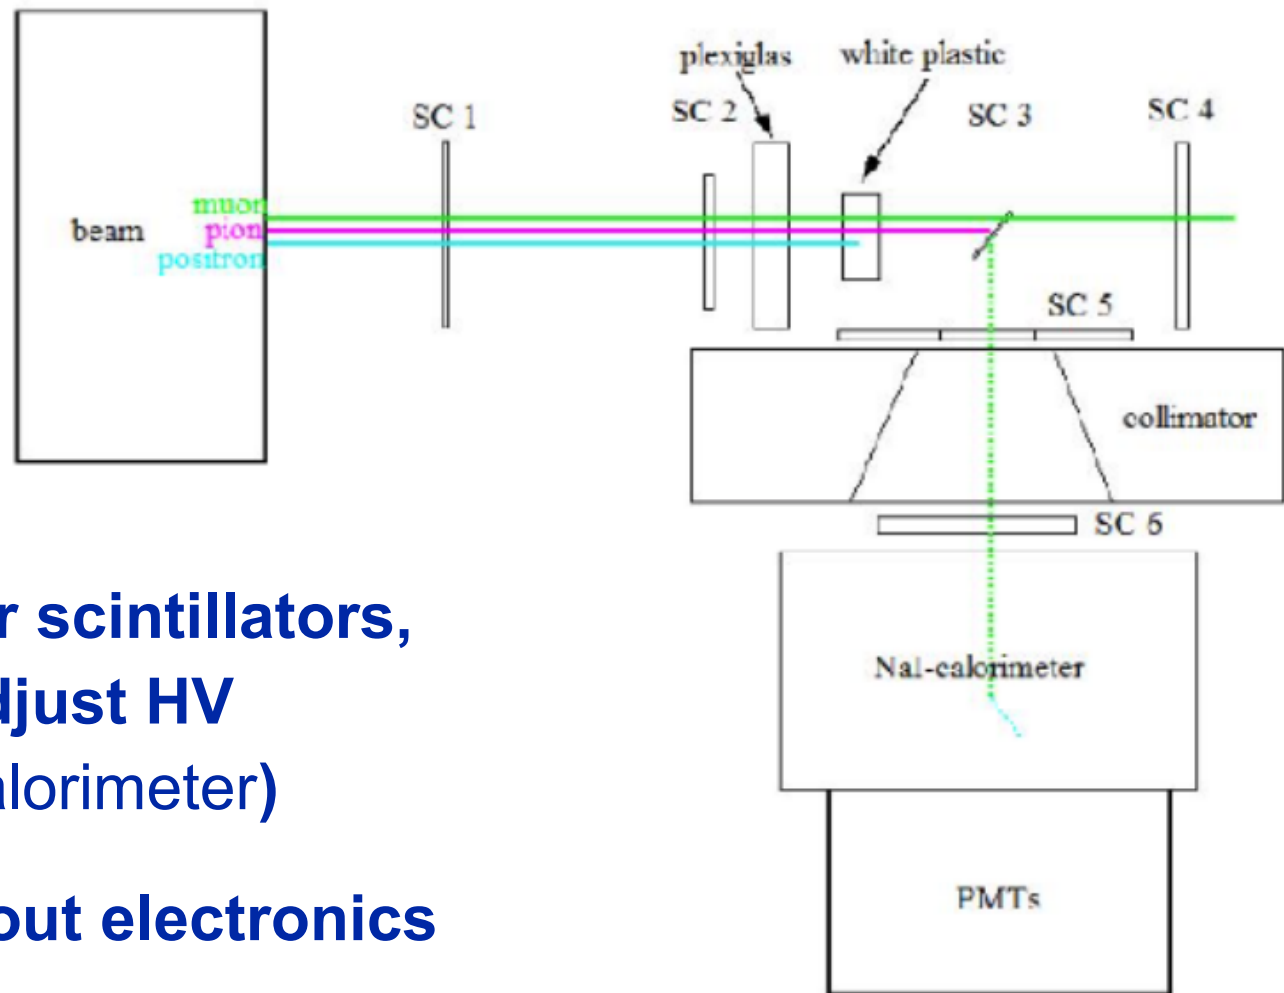 plexiglas
white plastic
SC 1
SC 2
SC 3
SC 4
muon
beam
pion
positron
SC 5
collimator
SC 6
r scintillators,
NaI-calorimeter
djust HV
alorimeter)
PMTs
out electronics